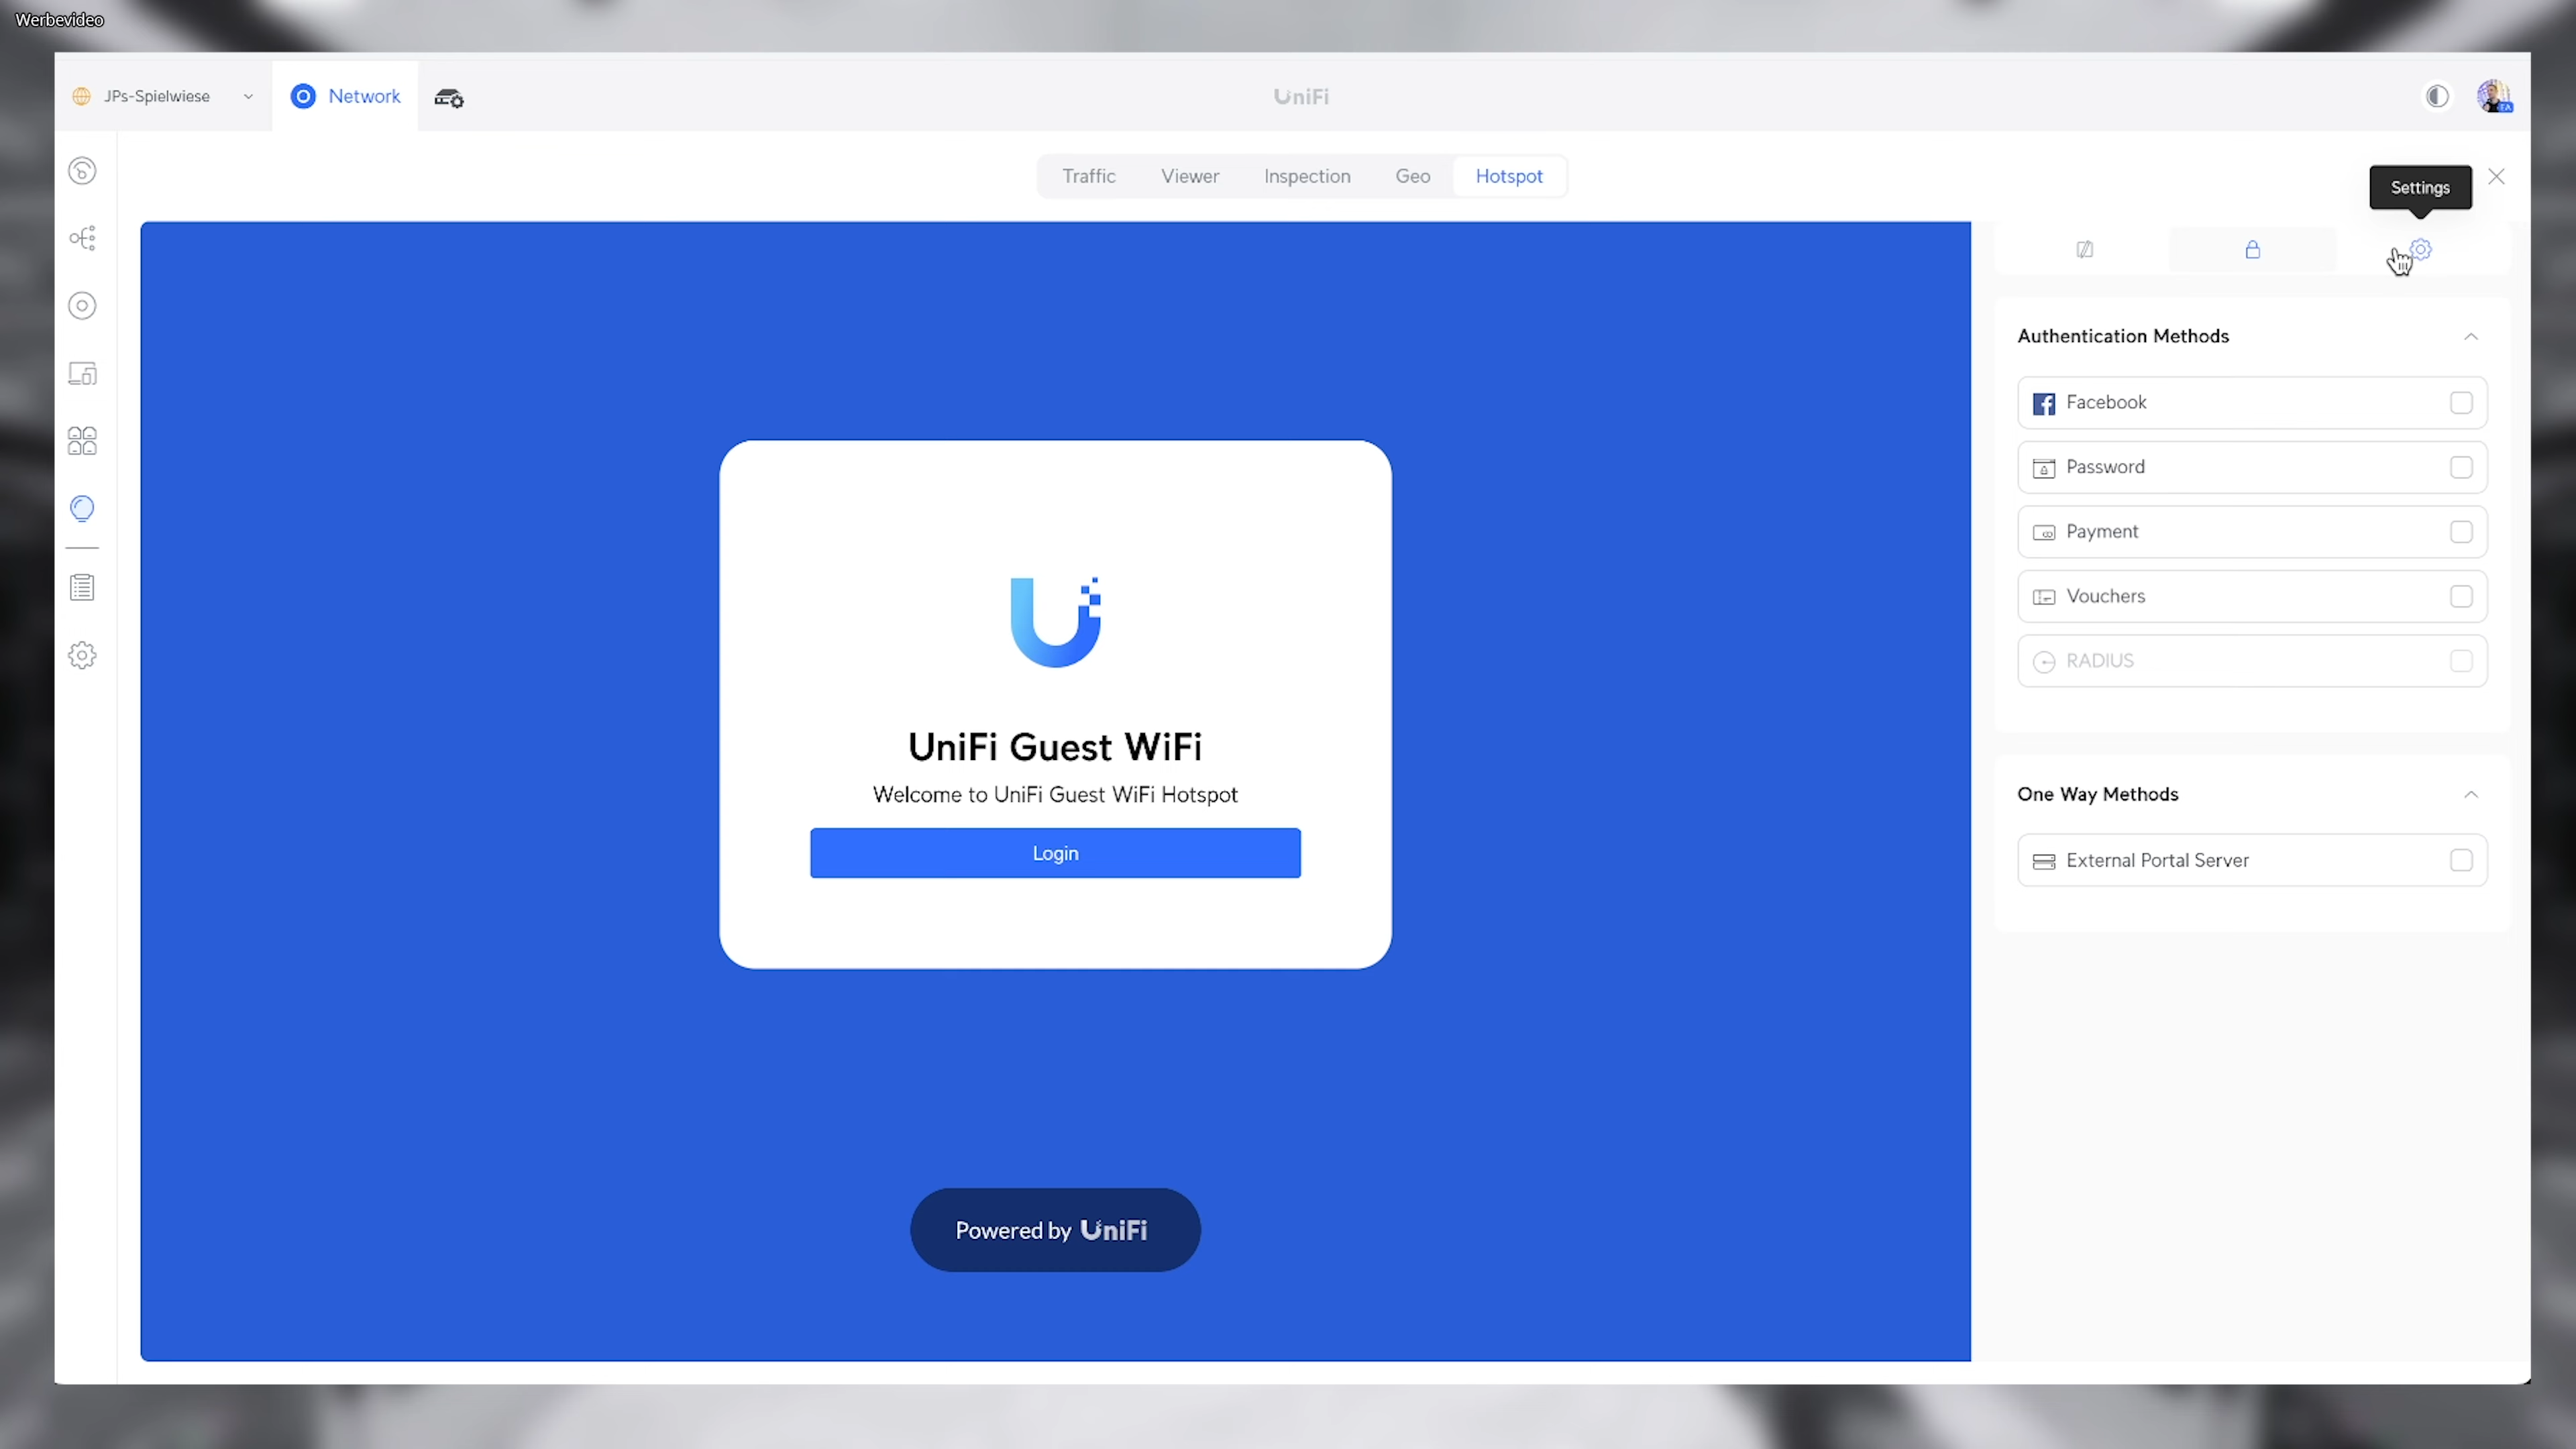 Werbevideo
JPs-Spielwiese
Network
UniFi
Traffic
Viewer
Inspection
Geo
Hotspot
Settings
Authentication Methods
Facebook
Password
Payment
Vouchers
RADIUS
One Way Methods
External Portal Server
UniFi Guest WiFi
Welcome to UniFi Guest WiFi Hotspot
Login
Powered by UniFi